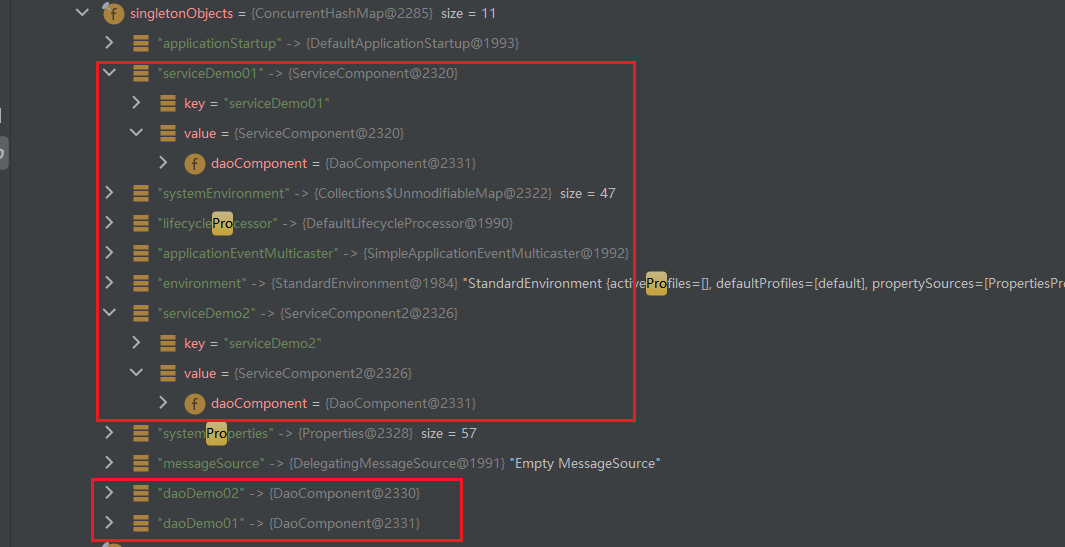 singletonObjects = {ConcurrentHashMap@2285} size = 11
"applicationStartup" -> {DefaultApplicationStartup@1993}
"serviceDemo01" -> {ServiceComponent@2320}
key = "serviceDemo01"
value = {ServiceComponent@2320}
f daoComponent = {DaoComponent@2331}
"systemEnvironment" -> {Collections$UnmodifiableMap@2322} size = 47
"lifecycleProcessor" -> {DefaultLifecycleProcessor@1990}
"applicationEventMulticaster" -> {SimpleApplicationEventMulticaster@1992}
"environment" -> {StandardEnvironment@1984} "StandardEnvironment {activeProfiles=[], defaultProfiles=[default], propertySources=[PropertiesPro
"serviceDemo2" -> {ServiceComponent2@2326}
key = "serviceDemo2"
value = {ServiceComponent2@2326}
f daoComponent = {DaoComponent@2331}
"systemProperties" -> {Properties@2328} size = 57
"messageSource" -> {DelegatingMessageSource@1991} "Empty MessageSource"
"daoDemo02" -> {DaoComponent@2330}
"daoDemo01" -> {DaoComponent@2331}